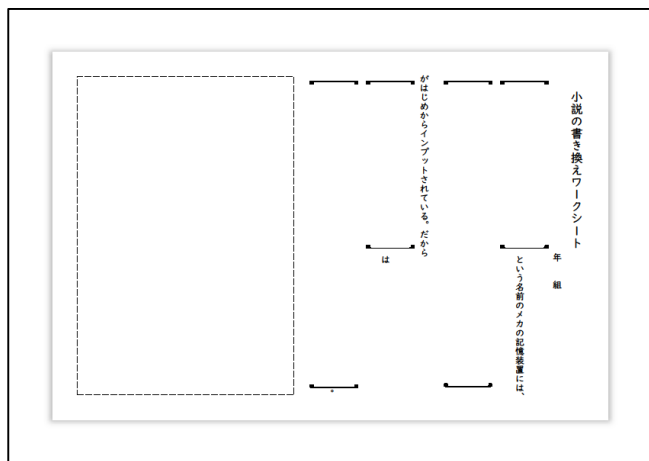 小説の書き換えワークシート
年 組
という名前のメカの記憶装置には、
がはじめからインプットされている。だから
は
。